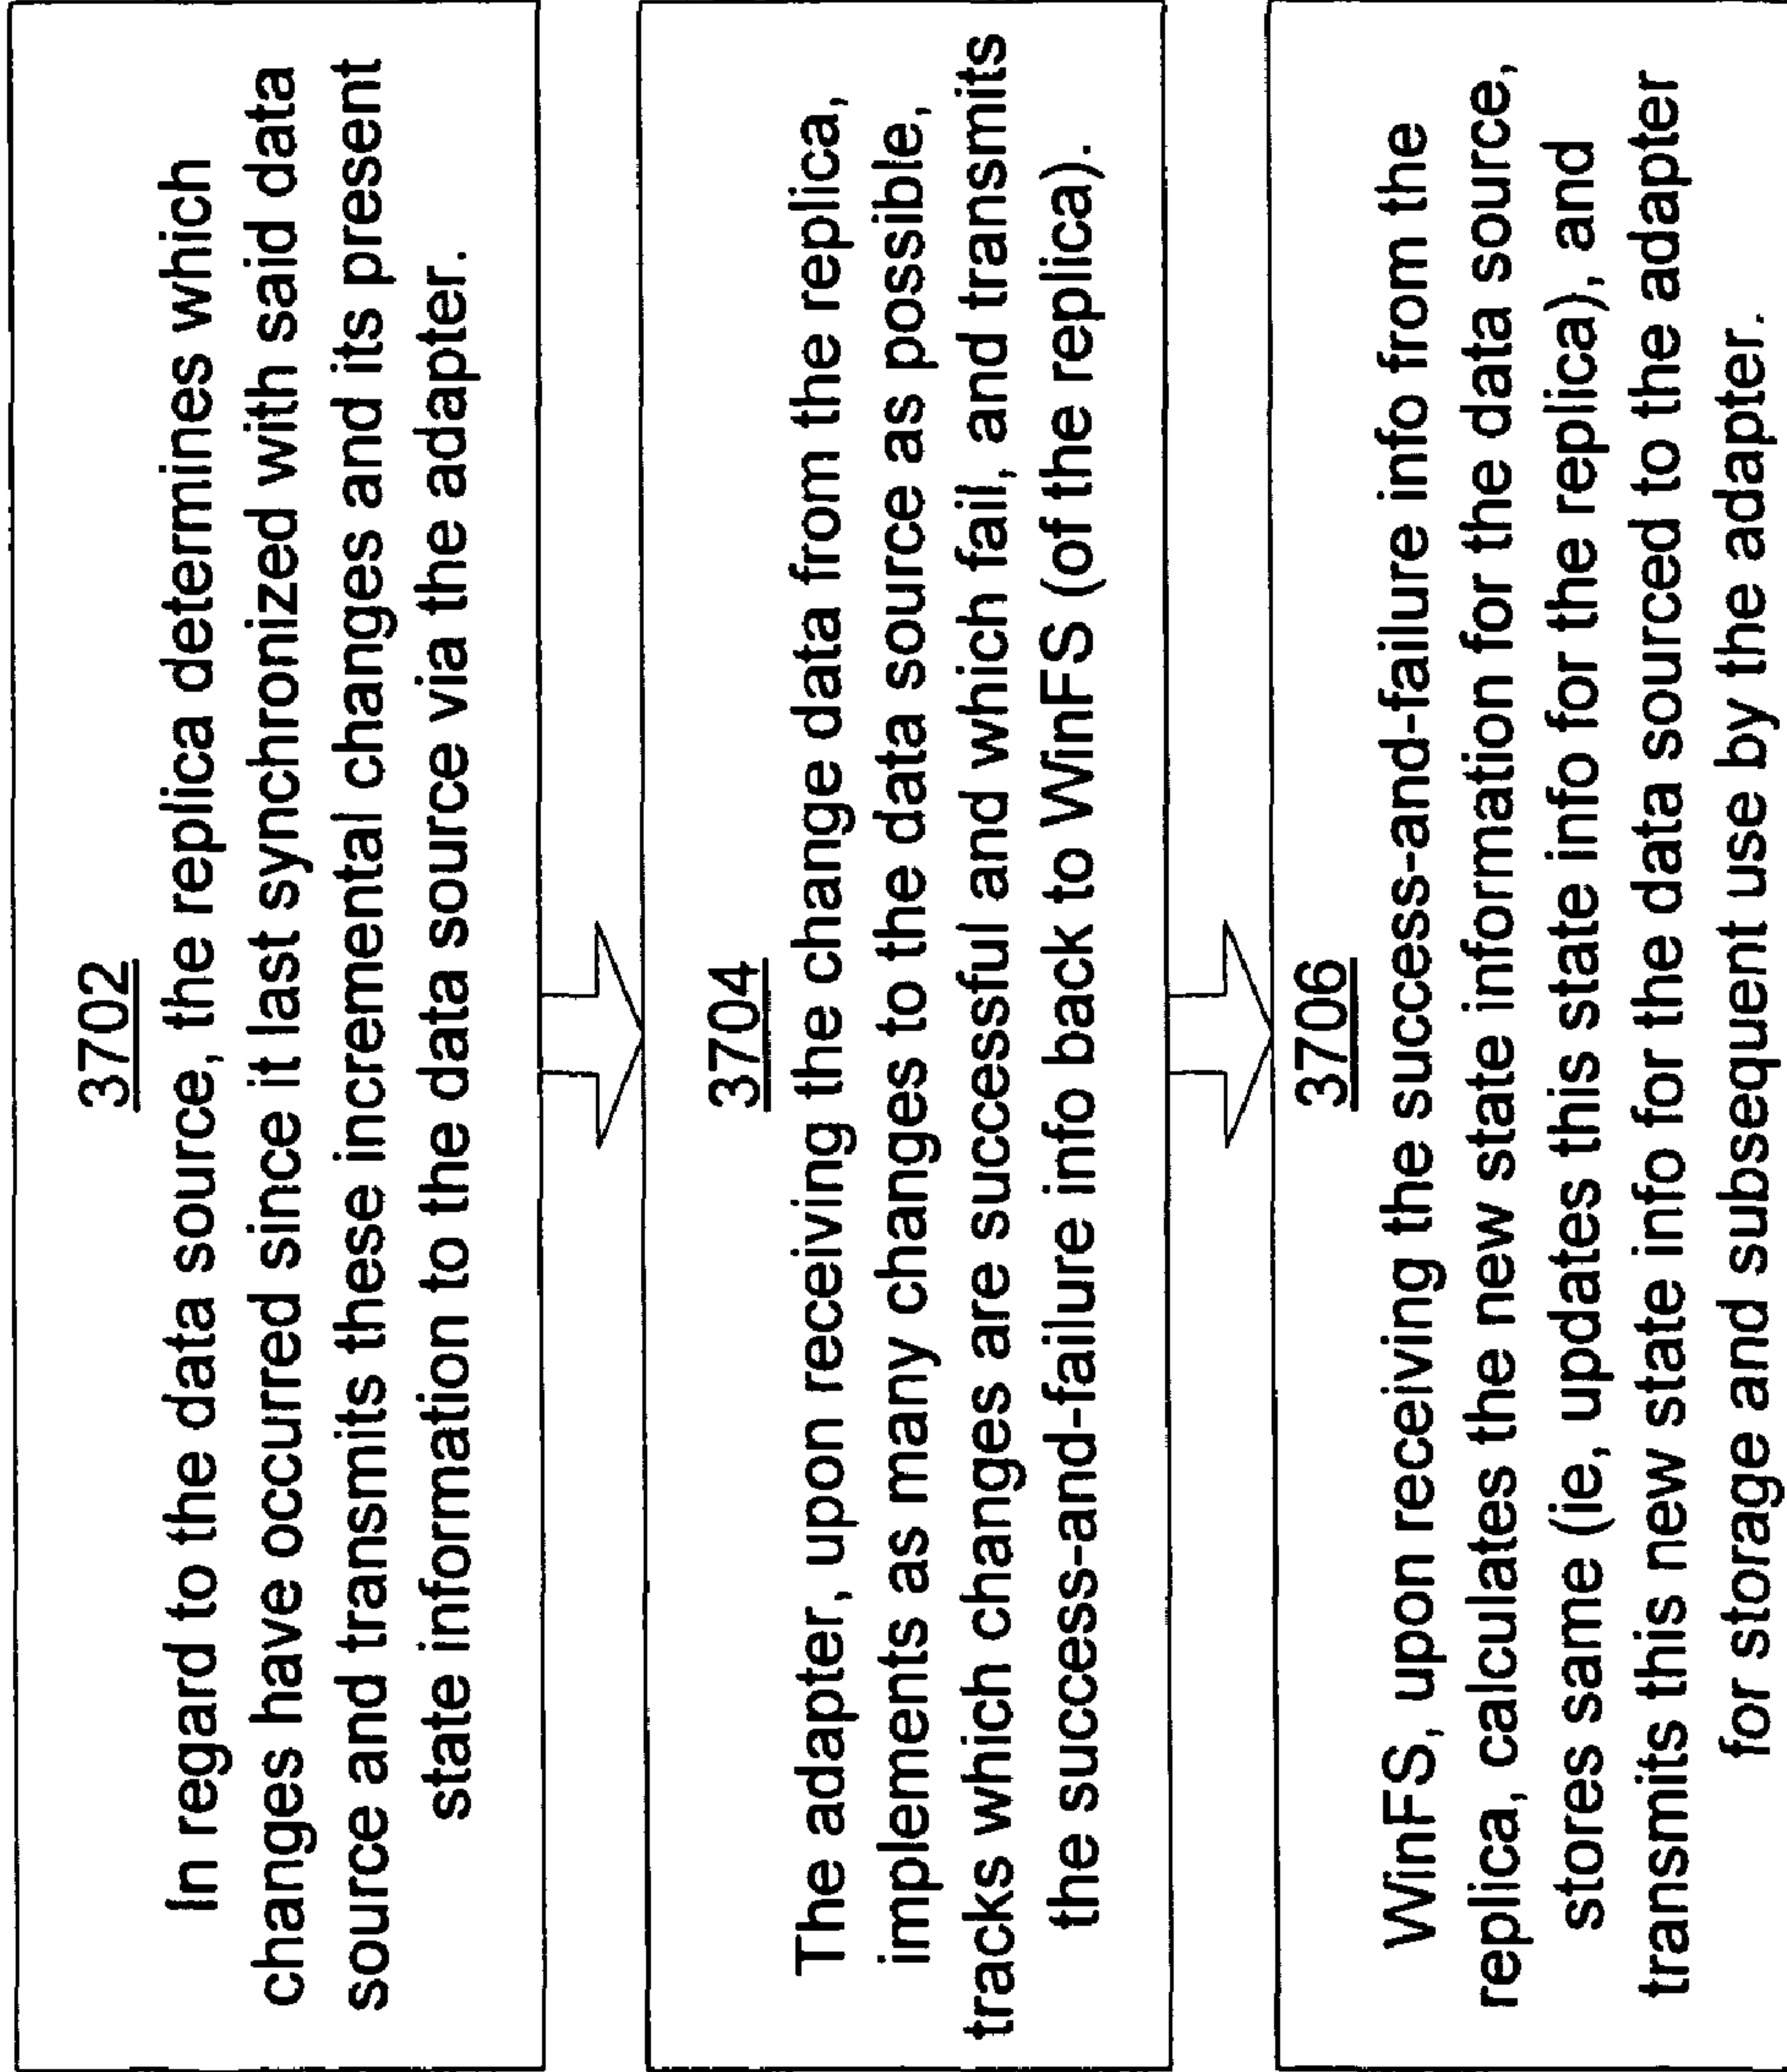 3702
In regard to the data source, the replica determines which
changes have occurred since it last synchronized with said data
source and transmits these incremental changes and its present
state information to the data source via the adapter.
3704
The adapter, upon receiving the change data from the replica,
implements as many changes to the data source as possible,
tracks which changes are successful and which fail, and transmits
the success-and-failure info back to WinFS (of the replica).
3706
WinFS, upon receiving the success-and-failure info from the
replica, calculates the new state information for the data source,
stores same (ie, updates this state info for the replica), and
transmits this new state info for the data sourced to the adapter
for storage and subsequent use by the adapter.